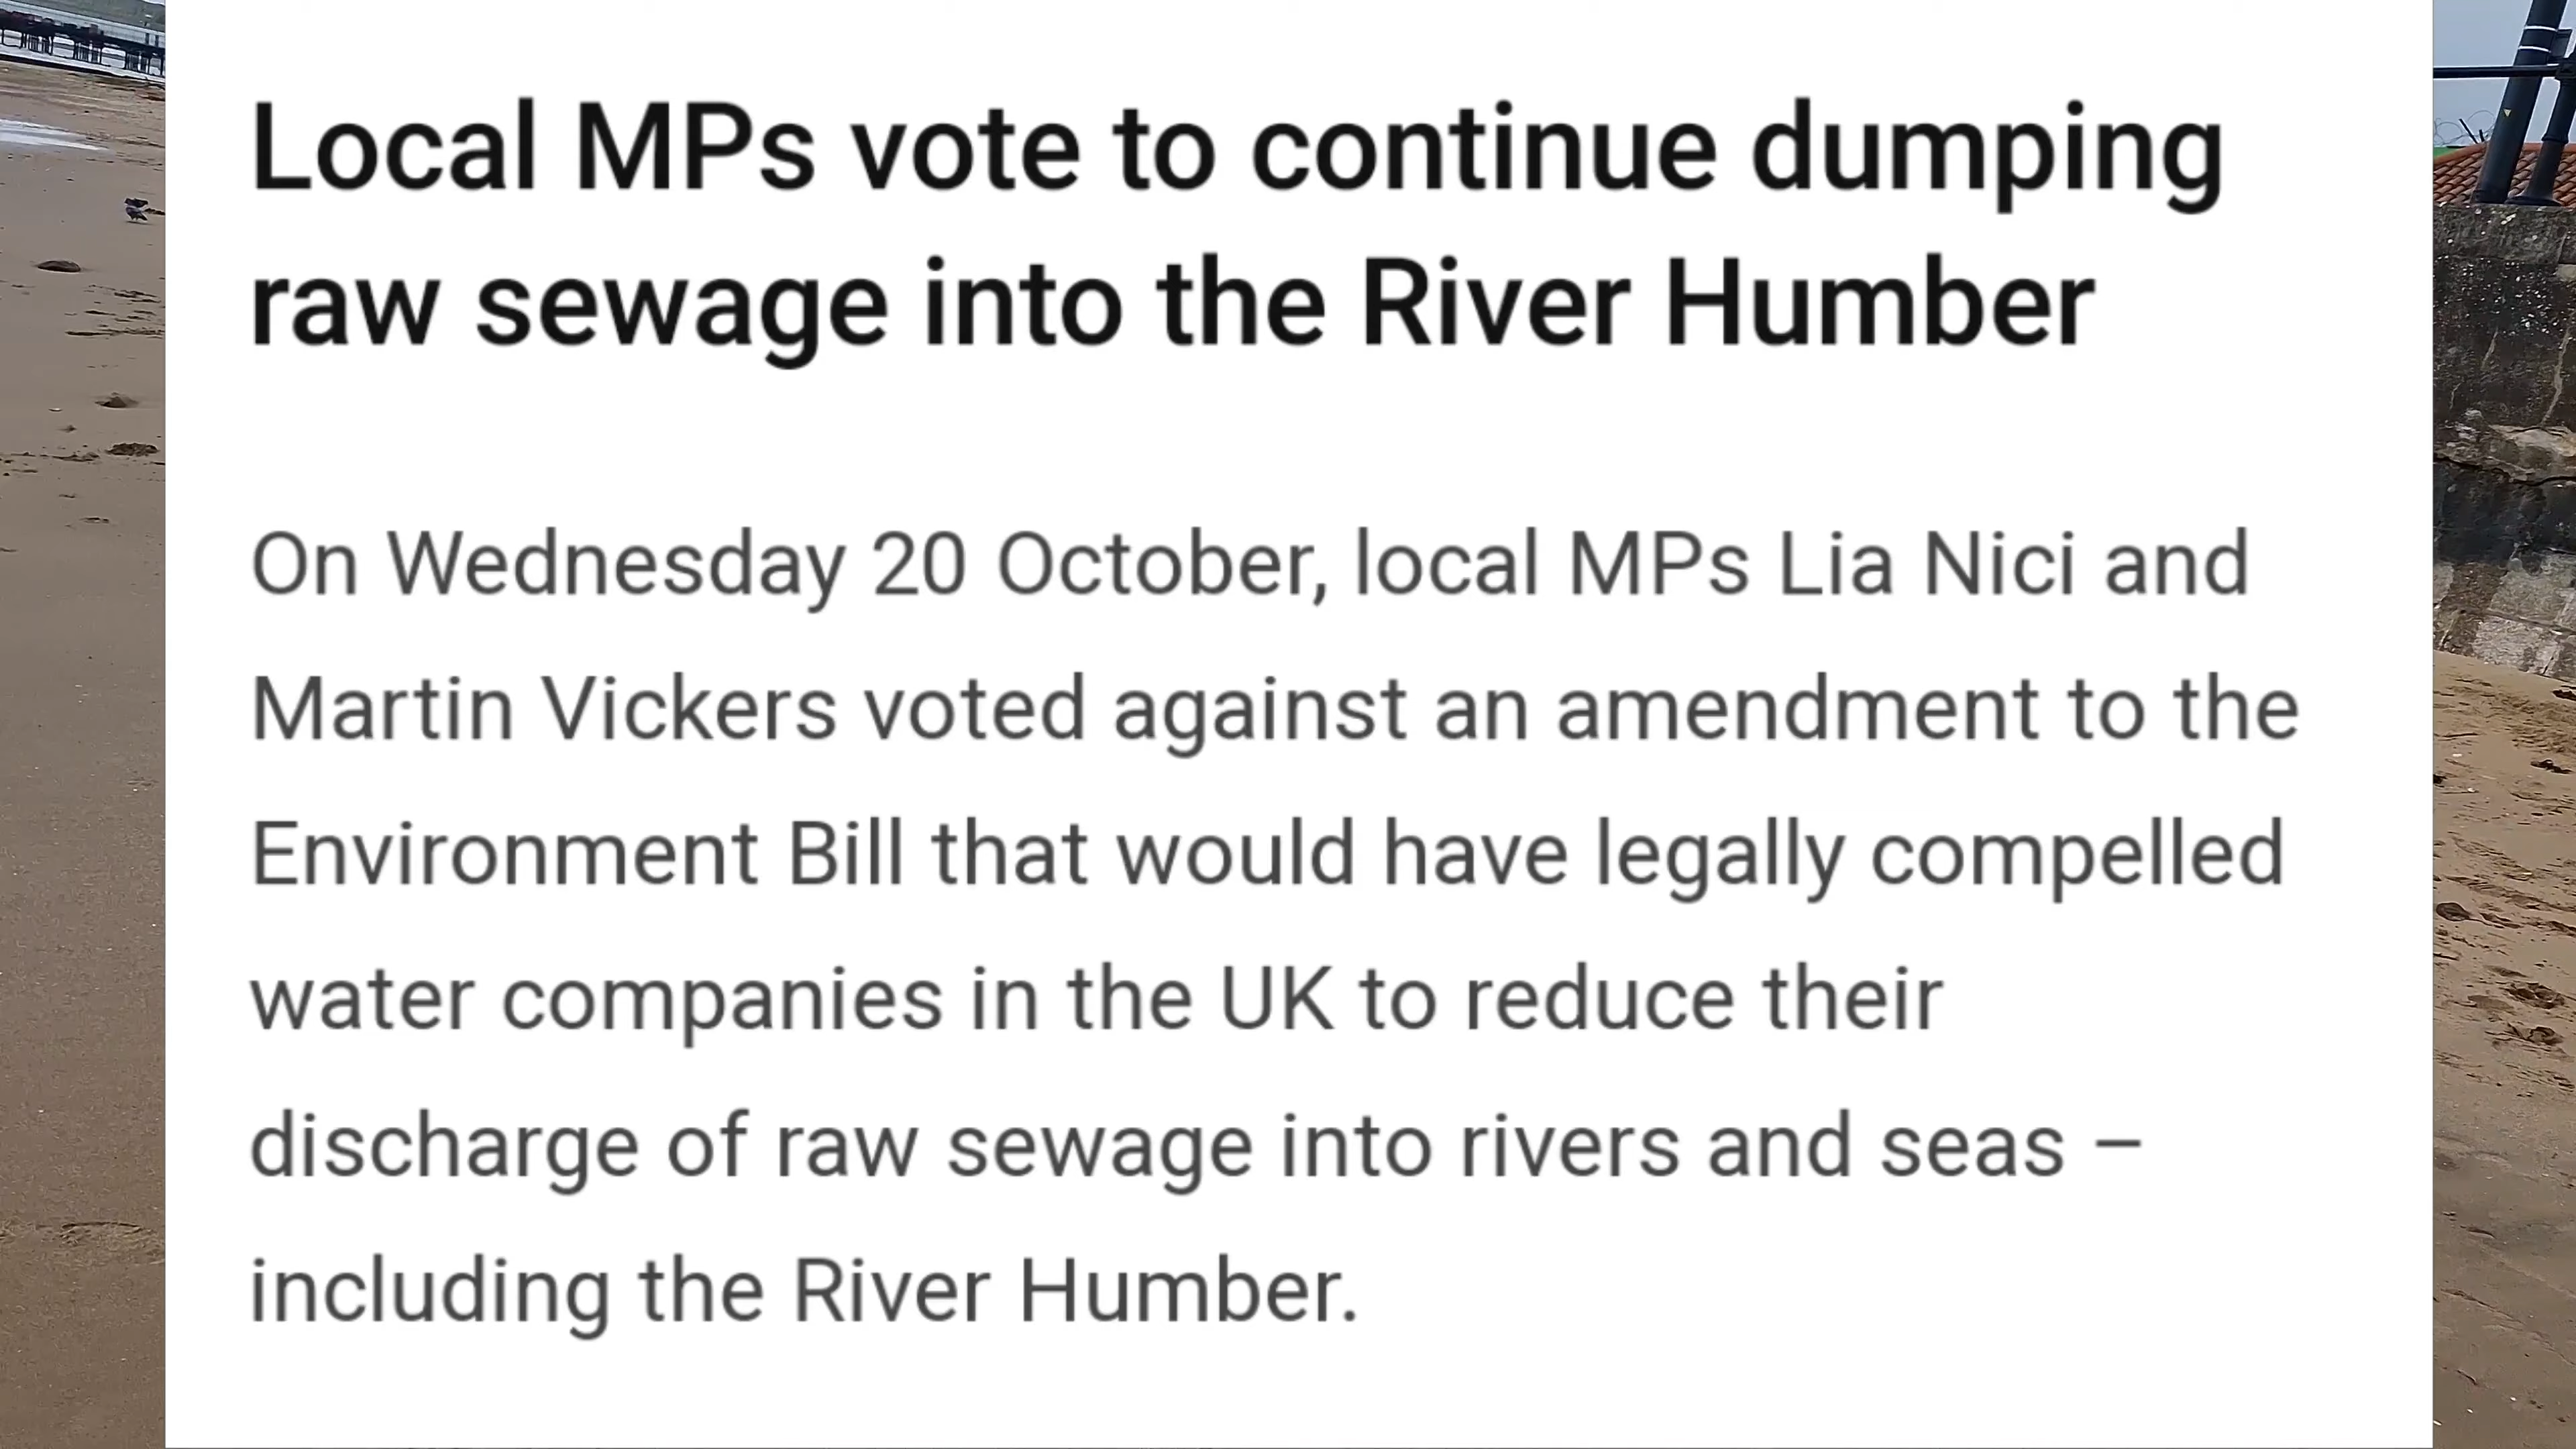 Local MPs vote to continue dumping
raw sewage into the River Humber
On Wednesday 20 October, local MPs Lia Nici and
Martin Vickers voted against an amendment to the
Environment Bill that would have legally compelled
water companies in the UK to reduce their
discharge of raw sewage into rivers and seas –
including the River Humber.